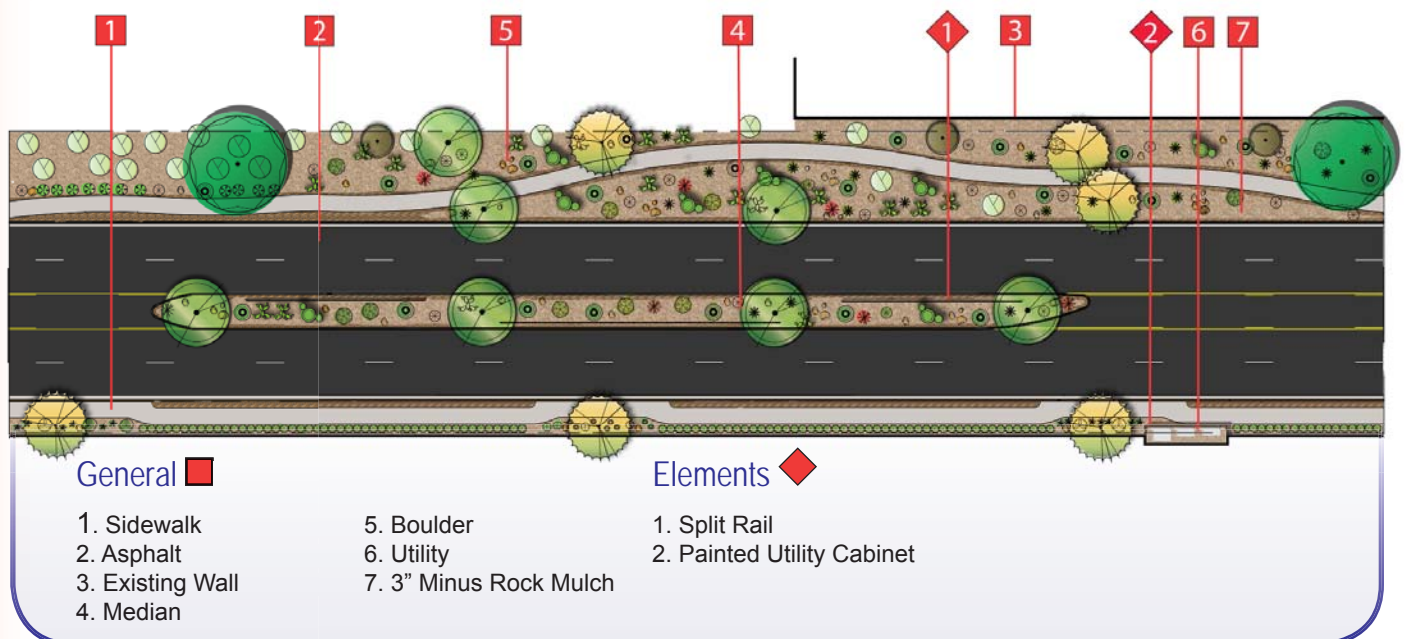 1 2 5 4 1 3 2 6 7
General
Elements
1. Sidewalk
2. Asphalt
3. Existing Wall
4. Median
5. Boulder
6. Utility
7. 3” Minus Rock Mulch
1. Split Rail
2. Painted Utility Cabinet